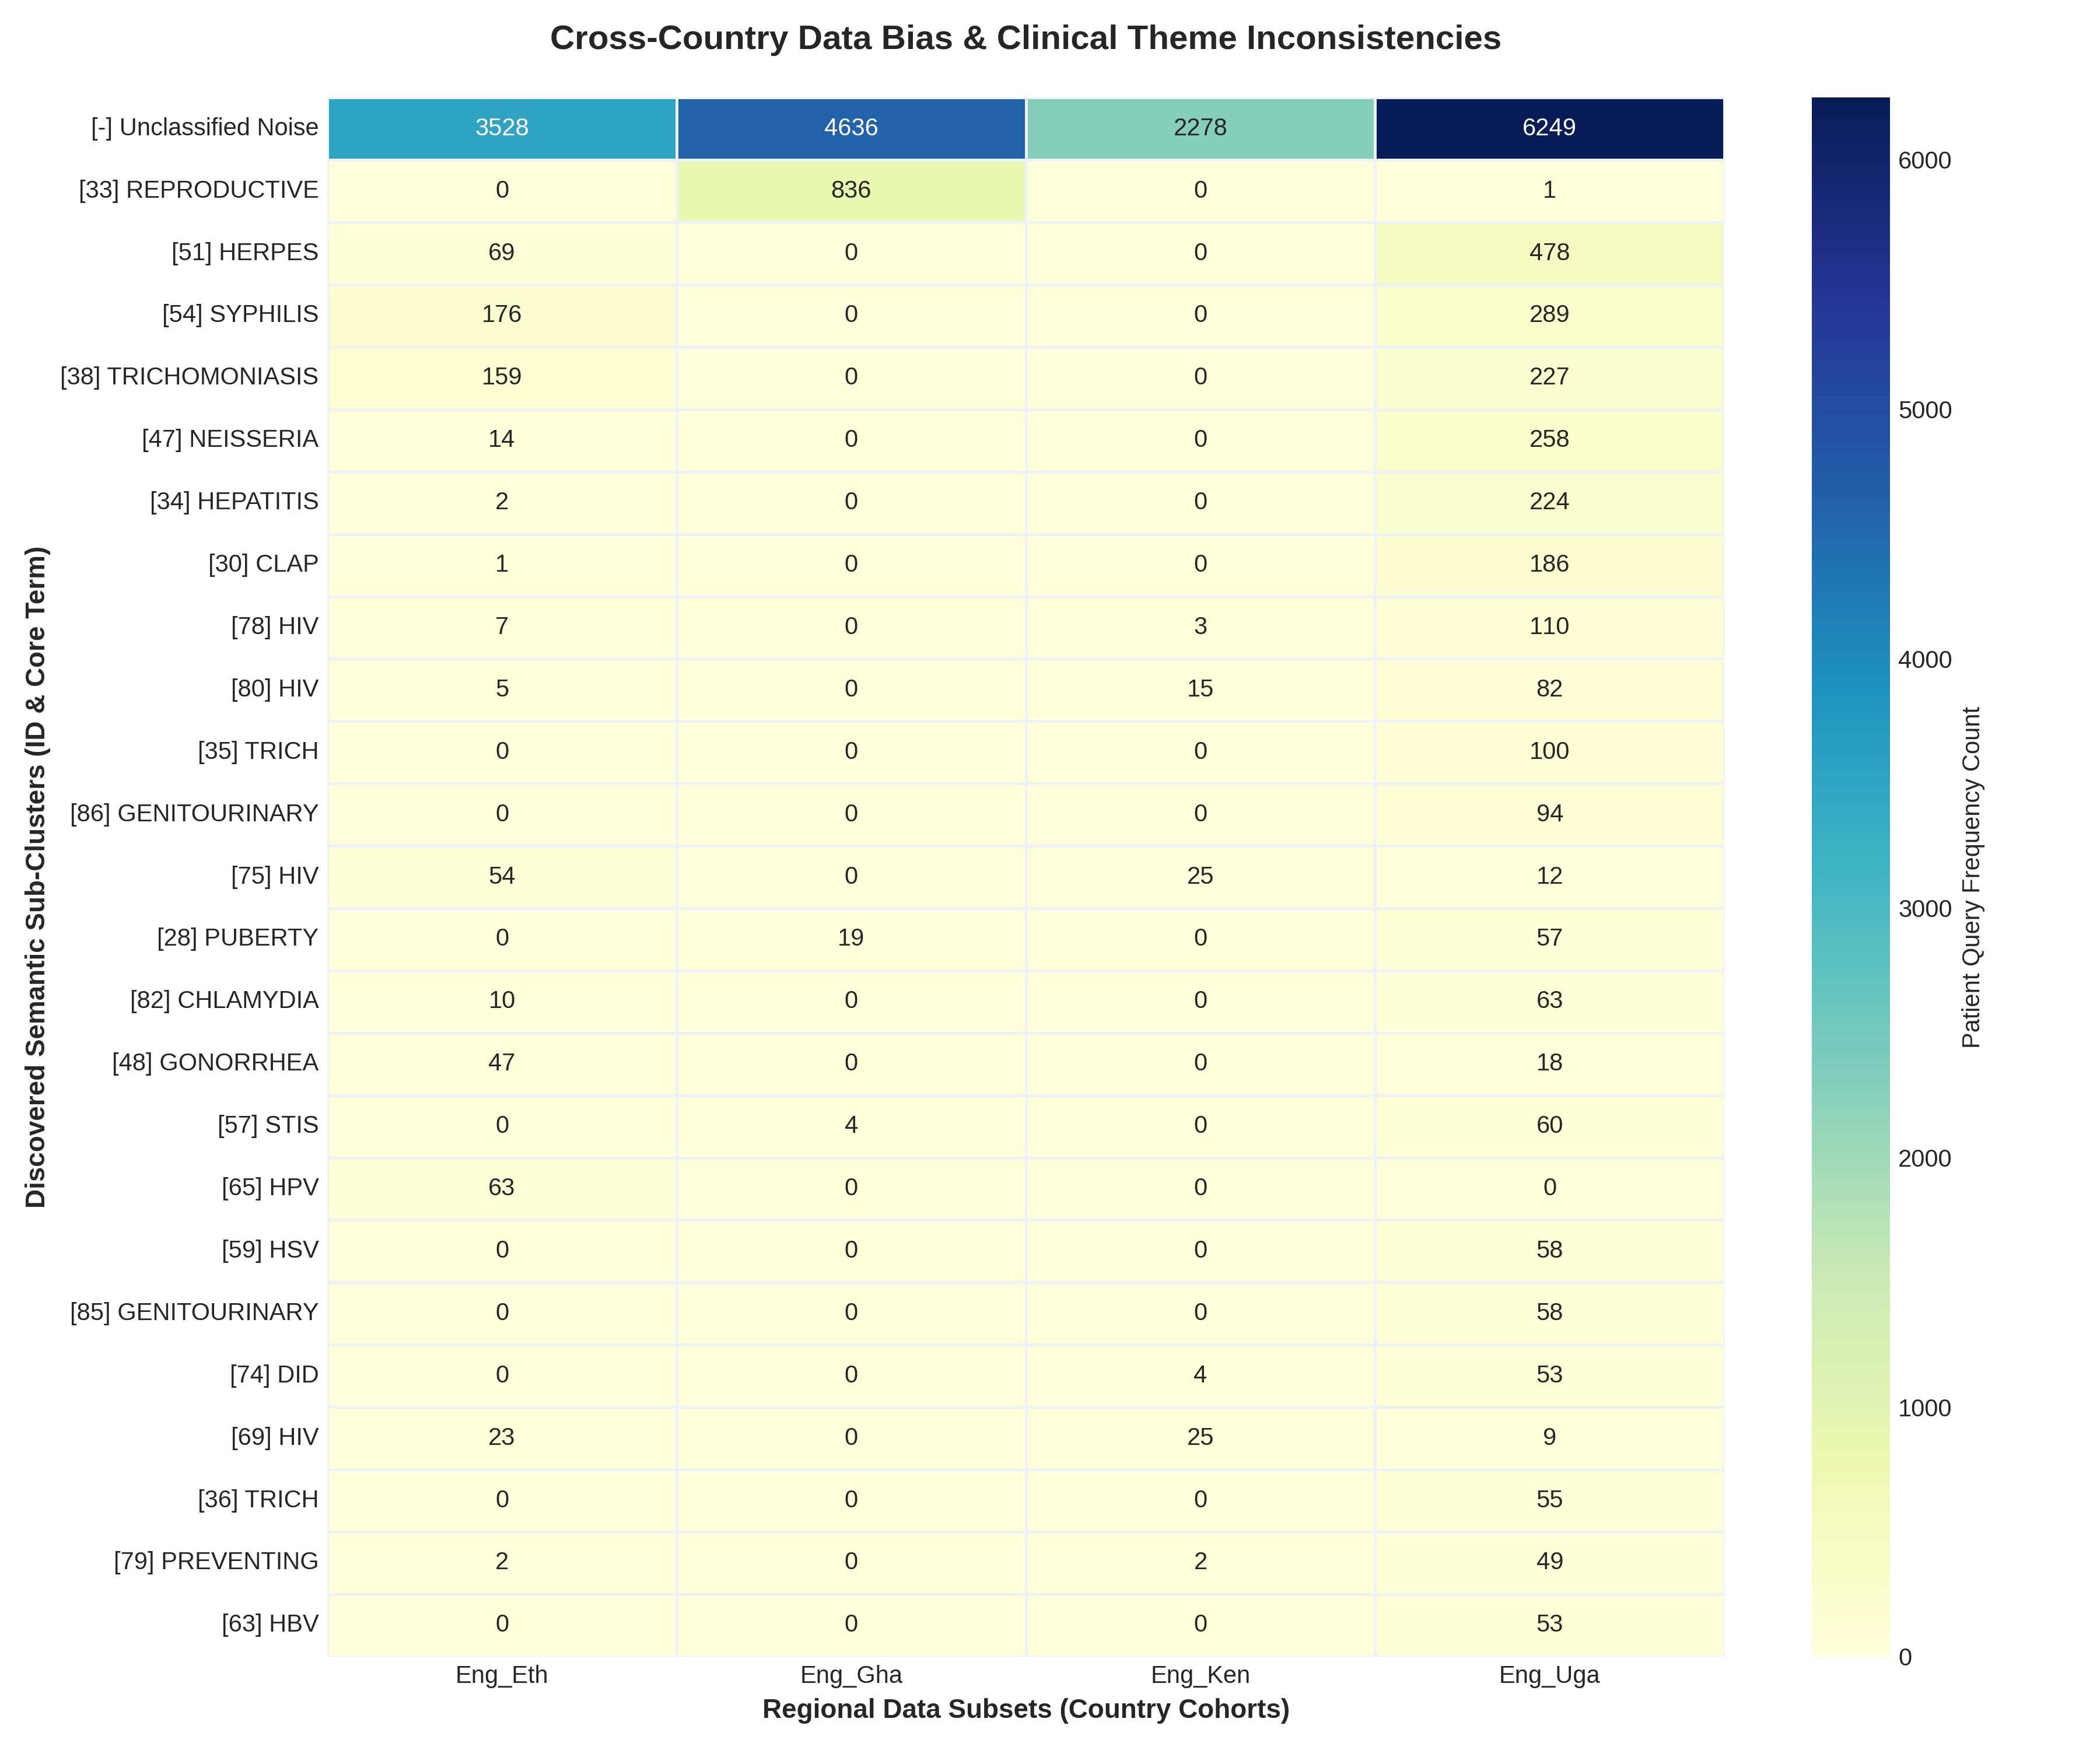 Cross-Country Data Bias & Clinical Theme Inconsistencies
Discovered Semantic Sub-Clusters (ID & Core Term)
[-] Unclassified Noise 3528 4636 2278 6249
[33] REPRODUCTIVE 0 836 0 1
[51] HERPES 69 0 0 478
[54] SYPHILIS 176 0 0 289
[38] TRICHOMONIASIS 159 0 0 227
[47] NEISSERIA 14 0 0 258
[34] HEPATITIS 2 0 0 224
[30] CLAP 1 0 0 186
[78] HIV 7 0 3 110
[80] HIV 5 0 15 82
[35] TRICH 0 0 0 100
[86] GENITOURINARY 0 0 0 94
[75] HIV 54 0 25 12
[28] PUBERTY 0 19 0 57
[82] CHLAMYDIA 10 0 0 63
[48] GONORRHEA 47 0 0 18
[57] STIS 0 4 0 60
[65] HPV 63 0 0 0
[59] HSV 0 0 0 58
[85] GENITOURINARY 0 0 0 58
[74] DID 0 0 4 53
[69] HIV 23 0 25 9
[36] TRICH 0 0 0 55
[79] PREVENTING 2 0 2 49
[63] HBV 0 0 0 53
Eng_Eth Eng_Gha Eng_Ken Eng_Uga
Regional Data Subsets (Country Cohorts)
6000
5000
4000
3000
2000
1000
0
Patient Query Frequency Count